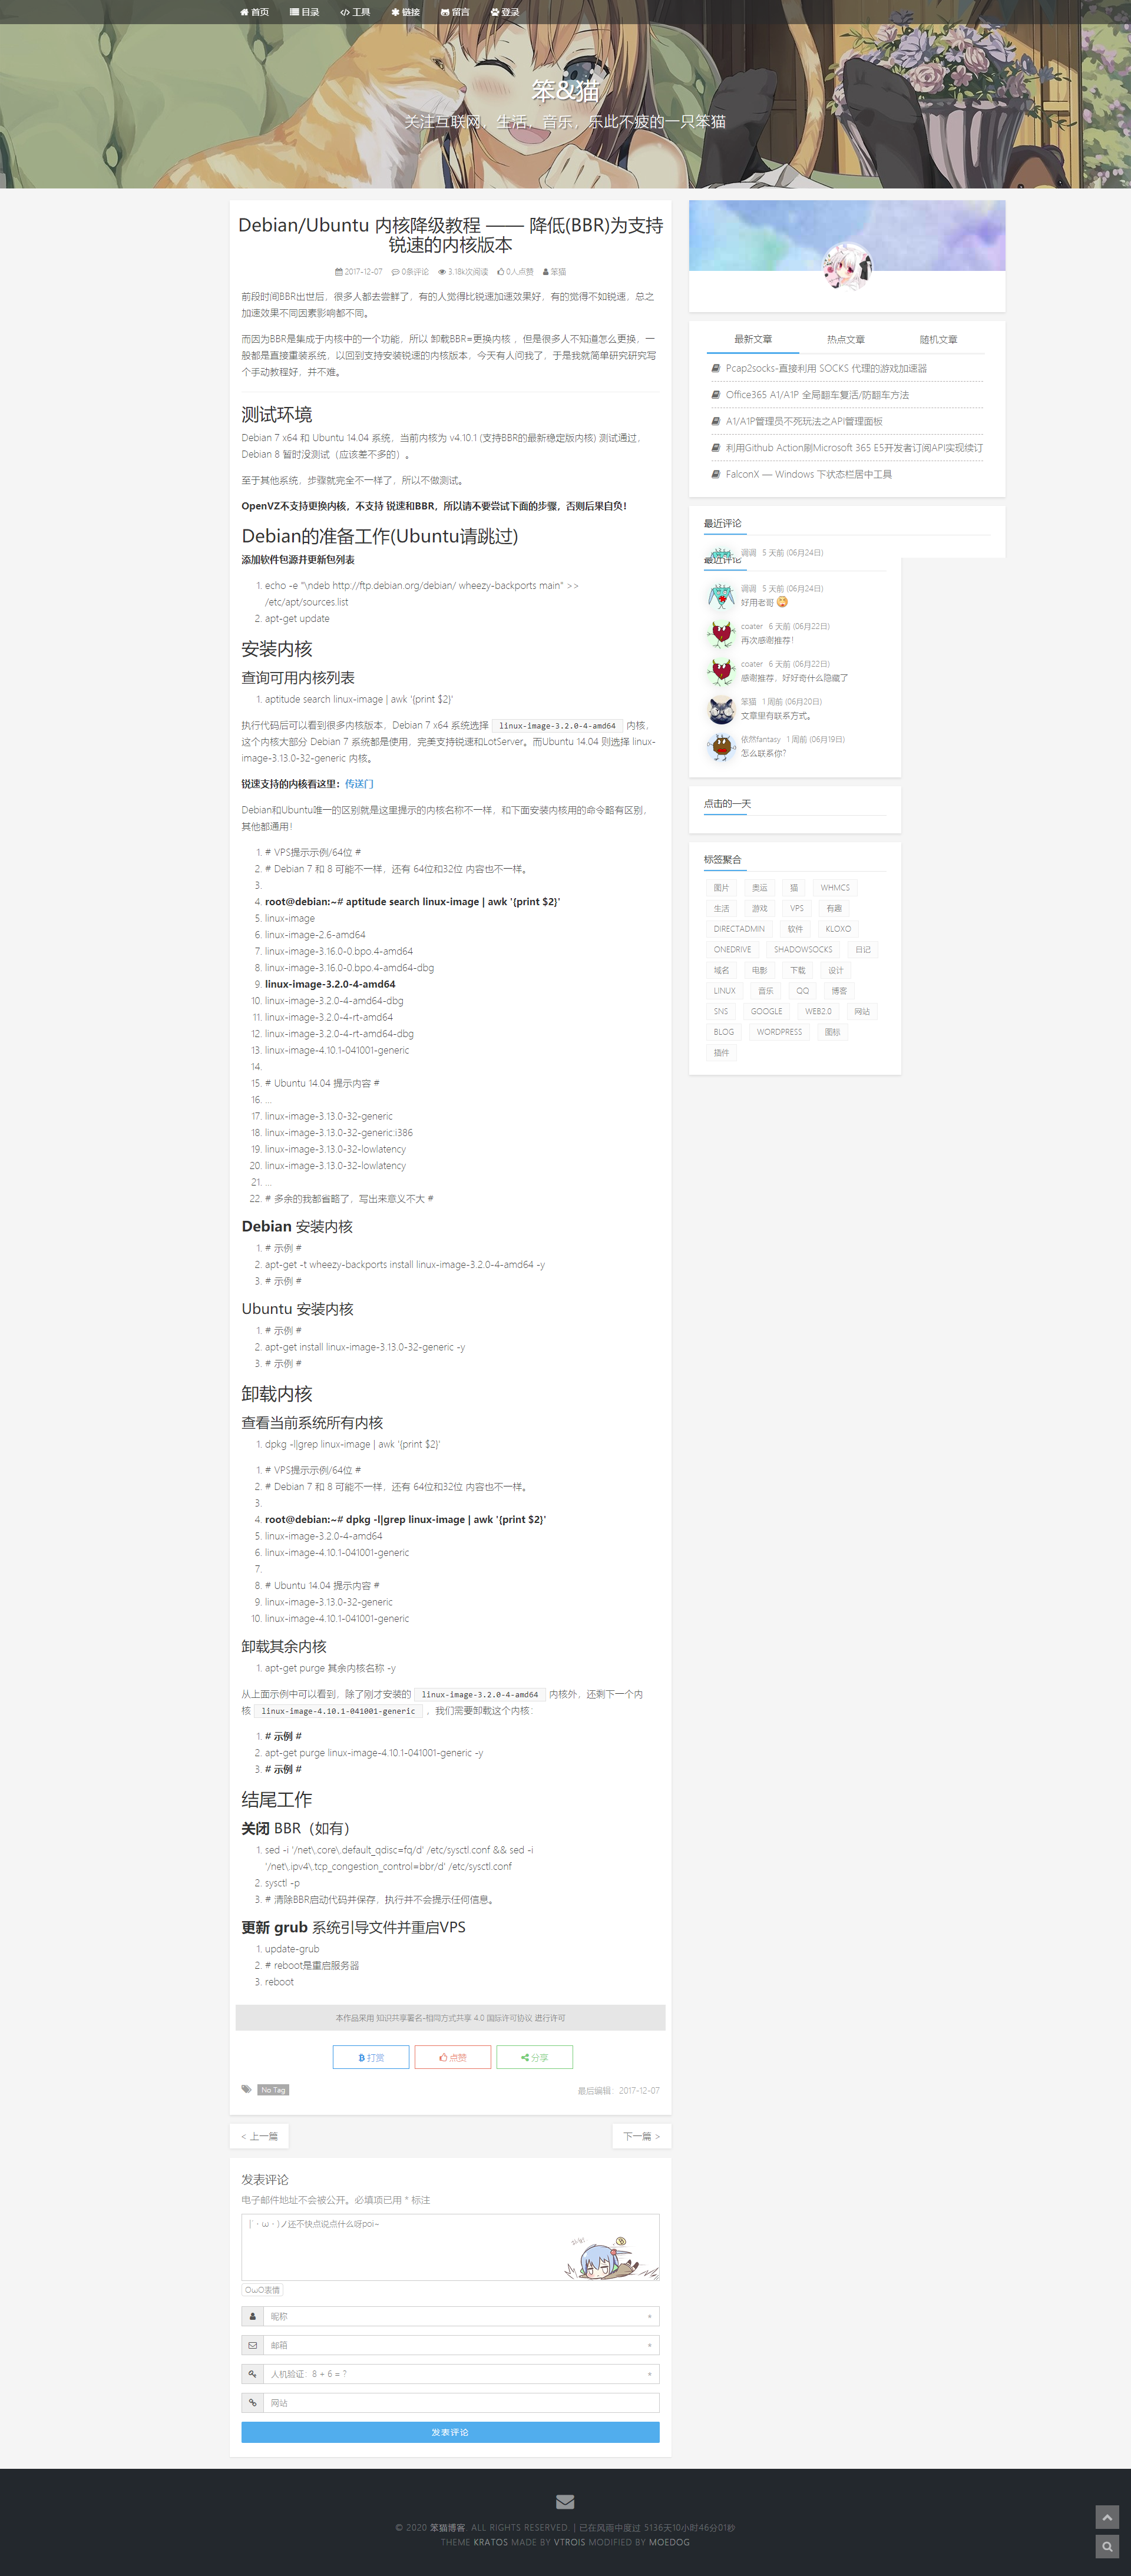 首页 目录 工具 链接 留言 登录
笨&猫
关注互联网，生活，音乐，乐此不疲的一只笨猫
Debian/Ubuntu 内核降级教程 —— 降低(BBR)为支持
锐速的内核版本
2017-12-07 0条评论 3.18k次阅读 0人点赞 笨猫
前段时间BBR出世后，很多人都去尝鲜了，有的人觉得比锐速加速效果好，有的觉得不如锐速，总之
加速效果不同因素影响都不同。
而因为BBR是集成于内核中的一个功能，所以 卸载BBR=更换内核 ，但是很多人不知道怎么更换，一
般都是直接重装系统，以回到支持安装锐速的内核版本，今天有人问我了，于是我就简单研究研究写
个手动教程好，并不难。
测试环境
Debian 7 x64 和 Ubuntu 14.04 系统，当前内核为 v4.10.1 (支持BBR的最新稳定版内核) 测试通过，
Debian 8 暂时没测试（应该差不多的）。
至于其他系统，步骤就完全不一样了，所以不做测试。
OpenVZ不支持更换内核，不支持 锐速和BBR，所以请不要尝试下面的步骤，否则后果自负！
Debian的准备工作(Ubuntu请跳过)
添加软件包源并更新包列表
1. echo -e "\ndeb http://ftp.debian.org/debian/ wheezy-backports main" >>
/etc/apt/sources.list
2. apt-get update
安装内核
查询可用内核列表
1. aptitude search linux-image | awk '{print $2}'
执行代码后可以看到很多内核版本，Debian 7 x64 系统选择 linux-image-3.2.0-4-amd64 内核，
这个内核大部分 Debian 7 系统都是使用，完美支持锐速和LotServer。而Ubuntu 14.04 则选择 linux-
image-3.13.0-32-generic 内核。
锐速支持的内核看这里：传送门
Debian和Ubuntu唯一的区别就是这里提示的内核名称不一样，和下面安装内核用的命令略有区别，
其他都通用！
1. # VPS提示示例/64位 #
2. # Debian 7 和 8 可能不一样，还有 64位和32位 内容也不一样。
3.
4. root@debian:~# aptitude search linux-image | awk '{print $2}'
5. linux-image
6. linux-image-2.6-amd64
7. linux-image-3.16.0-0.bpo.4-amd64
8. linux-image-3.16.0-0.bpo.4-amd64-dbg
9. linux-image-3.2.0-4-amd64
10. linux-image-3.2.0-4-amd64-dbg
11. linux-image-3.2.0-4-rt-amd64
12. linux-image-3.2.0-4-rt-amd64-dbg
13. linux-image-4.10.1-041001-generic
14.
15. # Ubuntu 14.04 提示内容 #
16. ...
17. linux-image-3.13.0-32-generic
18. linux-image-3.13.0-32-generic:i386
19. linux-image-3.13.0-32-lowlatency
20. linux-image-3.13.0-32-lowlatency
21. ...
22. # 多余的我都省略了，写出来意义不大 #
Debian 安装内核
1. # 示例 #
2. apt-get -t wheezy-backports install linux-image-3.2.0-4-amd64 -y
3. # 示例 #
Ubuntu 安装内核
1. # 示例 #
2. apt-get install linux-image-3.13.0-32-generic -y
3. # 示例 #
卸载内核
查看当前系统所有内核
1. dpkg -l|grep linux-image | awk '{print $2}'
1. # VPS提示示例/64位 #
2. # Debian 7 和 8 可能不一样，还有 64位和32位 内容也不一样。
3.
4. root@debian:~# dpkg -l|grep linux-image | awk '{print $2}'
5. linux-image-3.2.0-4-amd64
6. linux-image-4.10.1-041001-generic
7.
8. # Ubuntu 14.04 提示内容 #
9. linux-image-3.13.0-32-generic
10. linux-image-4.10.1-041001-generic
卸载其余内核
1. apt-get purge 其余内核名称 -y
从上面示例中可以看到，除了刚才安装的 linux-image-3.2.0-4-amd64 内核外，还剩下一个内
核 linux-image-4.10.1-041001-generic ，我们需要卸载这个内核：
1. # 示例 #
2. apt-get purge linux-image-4.10.1-041001-generic -y
3. # 示例 #
结尾工作
关闭 BBR（如有）
1. sed -i '/net\.core\.default_qdisc=fq/d' /etc/sysctl.conf && sed -i
'/net\.ipv4\.tcp_congestion_control=bbr/d' /etc/sysctl.conf
2. sysctl -p
3. # 清除BBR启动代码并保存，执行并不会提示任何信息。
更新 grub 系统引导文件并重启VPS
1. update-grub
2. # reboot是重启服务器
3. reboot
本作品采用 知识共享署名-相同方式共享 4.0 国际许可协议 进行许可
打赏 点赞 分享
No Tag 最后编辑：2017-12-07
< 上一篇 下一篇 >
发表评论
电子邮件地址不会被公开。必填项已用 * 标注
|´・ω・)ノ还不快点说点什么呀poi~
OωO表情
昵称 *
邮箱 *
人机验证：8 + 6 = ? *
网站
发表评论
最新文章 热点文章 随机文章
Pcap2socks-直接利用 SOCKS 代理的游戏加速器
Office365 A1/A1P 全局翻车复活/防翻车方法
A1/A1P管理员不死玩法之API管理面板
利用Github Action刷Microsoft 365 E5开发者订阅API实现续订
FalconX — Windows 下状态栏居中工具
最近评论
调调 5 天前 (06月24日)
最近评论
调调 5 天前 (06月24日)
好用老哥
coater 6 天前 (06月22日)
再次感谢推荐！
coater 6 天前 (06月22日)
感谢推荐，好好奇什么隐藏了
笨猫 1 周前 (06月20日)
文章里有联系方式。
依然fantasy 1 周前 (06月19日)
怎么联系你？
点击的一天
标签聚合
图片 奥运 猫 WHMCS
生活 游戏 VPS 有趣
DIRECTADMIN 软件 KLOXO
ONEDRIVE SHADOWSOCKS 日记
域名 电影 下载 设计
LINUX 音乐 QQ 博客
SNS GOOGLE WEB2.0 网站
BLOG WORDPRESS 图标
插件
© 2020 笨猫博客. ALL RIGHTS RESERVED. | 已在风雨中度过 5136天10小时46分01秒
THEME KRATOS MADE BY VTROIS MODIFIED BY MOEDOG